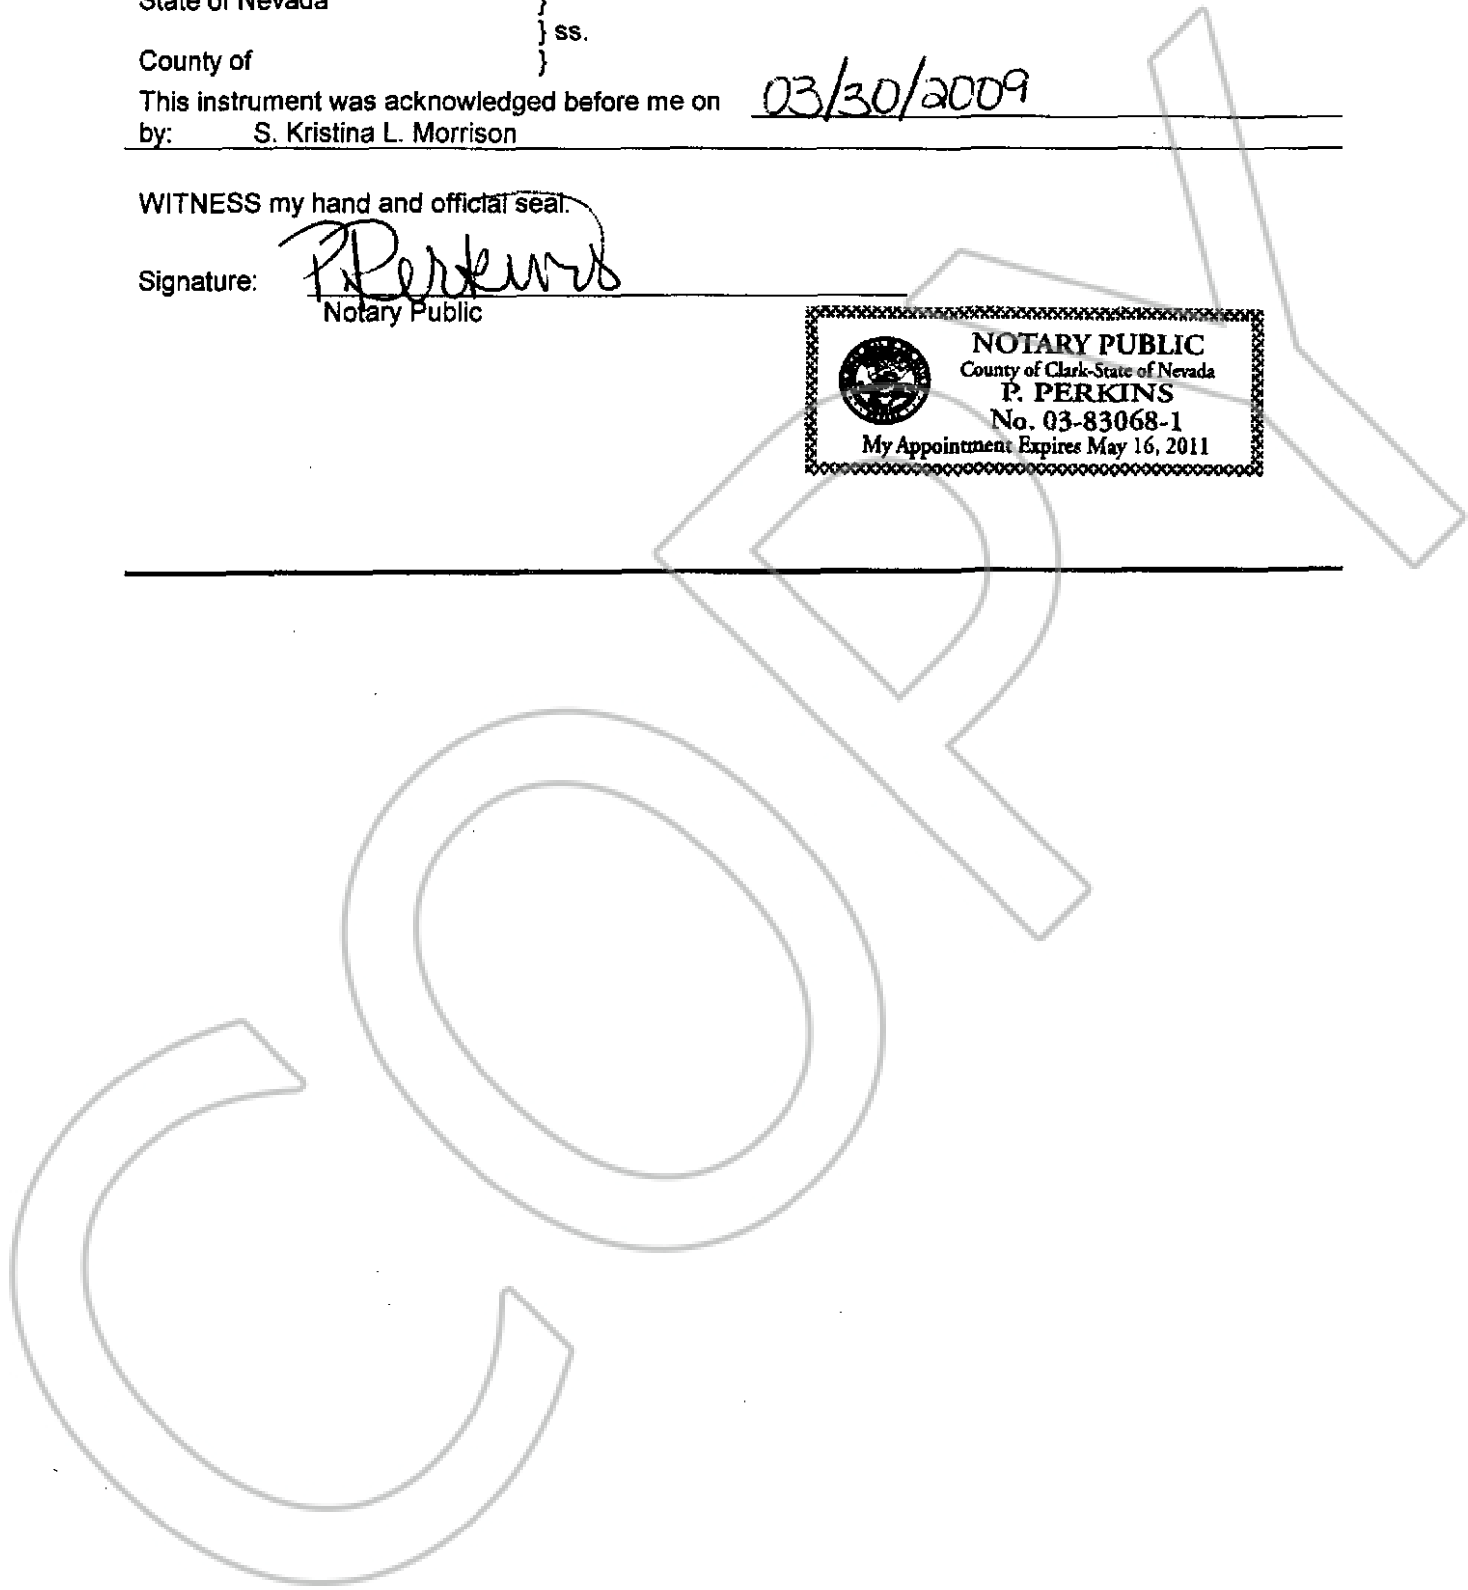 State of Nevada }
} ss.
County of }
This instrument was acknowledged before me on 03/30/2009
by: S. Kristina L. Morrison
WITNESS my hand and official seal.
Signature: P. Perkins
Notary Public
NOTARY PUBLIC
County of Clark-State of Nevada
P. PERKINS
No. 03-83068-1
My Appointment Expires May 16, 2011
COPY